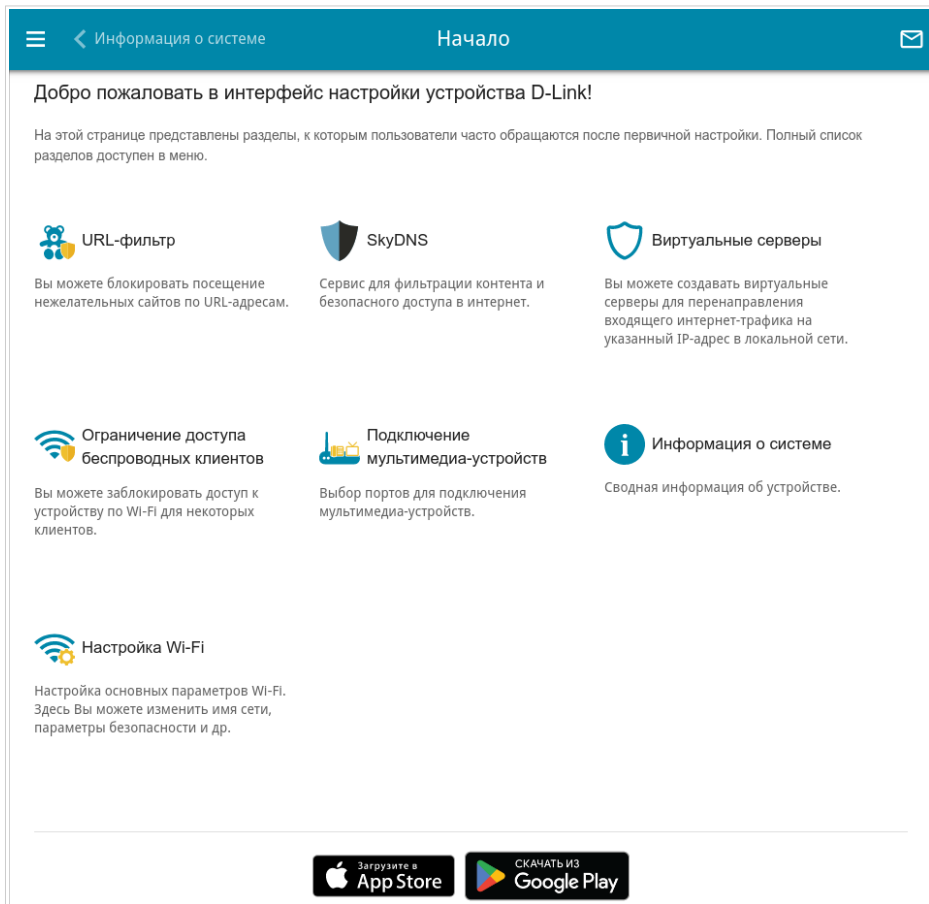 Информация о системе
Начало
Добро пожаловать в интерфейс настройки устройства D-Link!
На этой странице представлены разделы, к которым пользователи часто обращаются после первичной настройки. Полный список
разделов доступен в меню.
URL-фильтр
Вы можете блокировать посещение
нежелательных сайтов по URL-адресам.
SkyDNS
Сервис для фильтрации контента и
безопасного доступа в интернет.
Виртуальные серверы
Вы можете создавать виртуальные
серверы для перенаправления
входящего интернет-трафика на
указанный IP-адрес в локальной сети.
Ограничение доступа
беспроводных клиентов
Вы можете заблокировать доступ к
устройству по Wi-Fi для некоторых
клиентов.
Подключение
мультимедиа-устройств
Выбор портов для подключения
мультимедиа-устройств.
Информация о системе
Сводная информация об устройстве.
Настройка Wi-Fi
Настройка основных параметров Wi-Fi.
Здесь Вы можете изменить имя сети,
параметры безопасности и др.
Загрузите в
App Store
СКАЧАТЬ ИЗ
Google Play